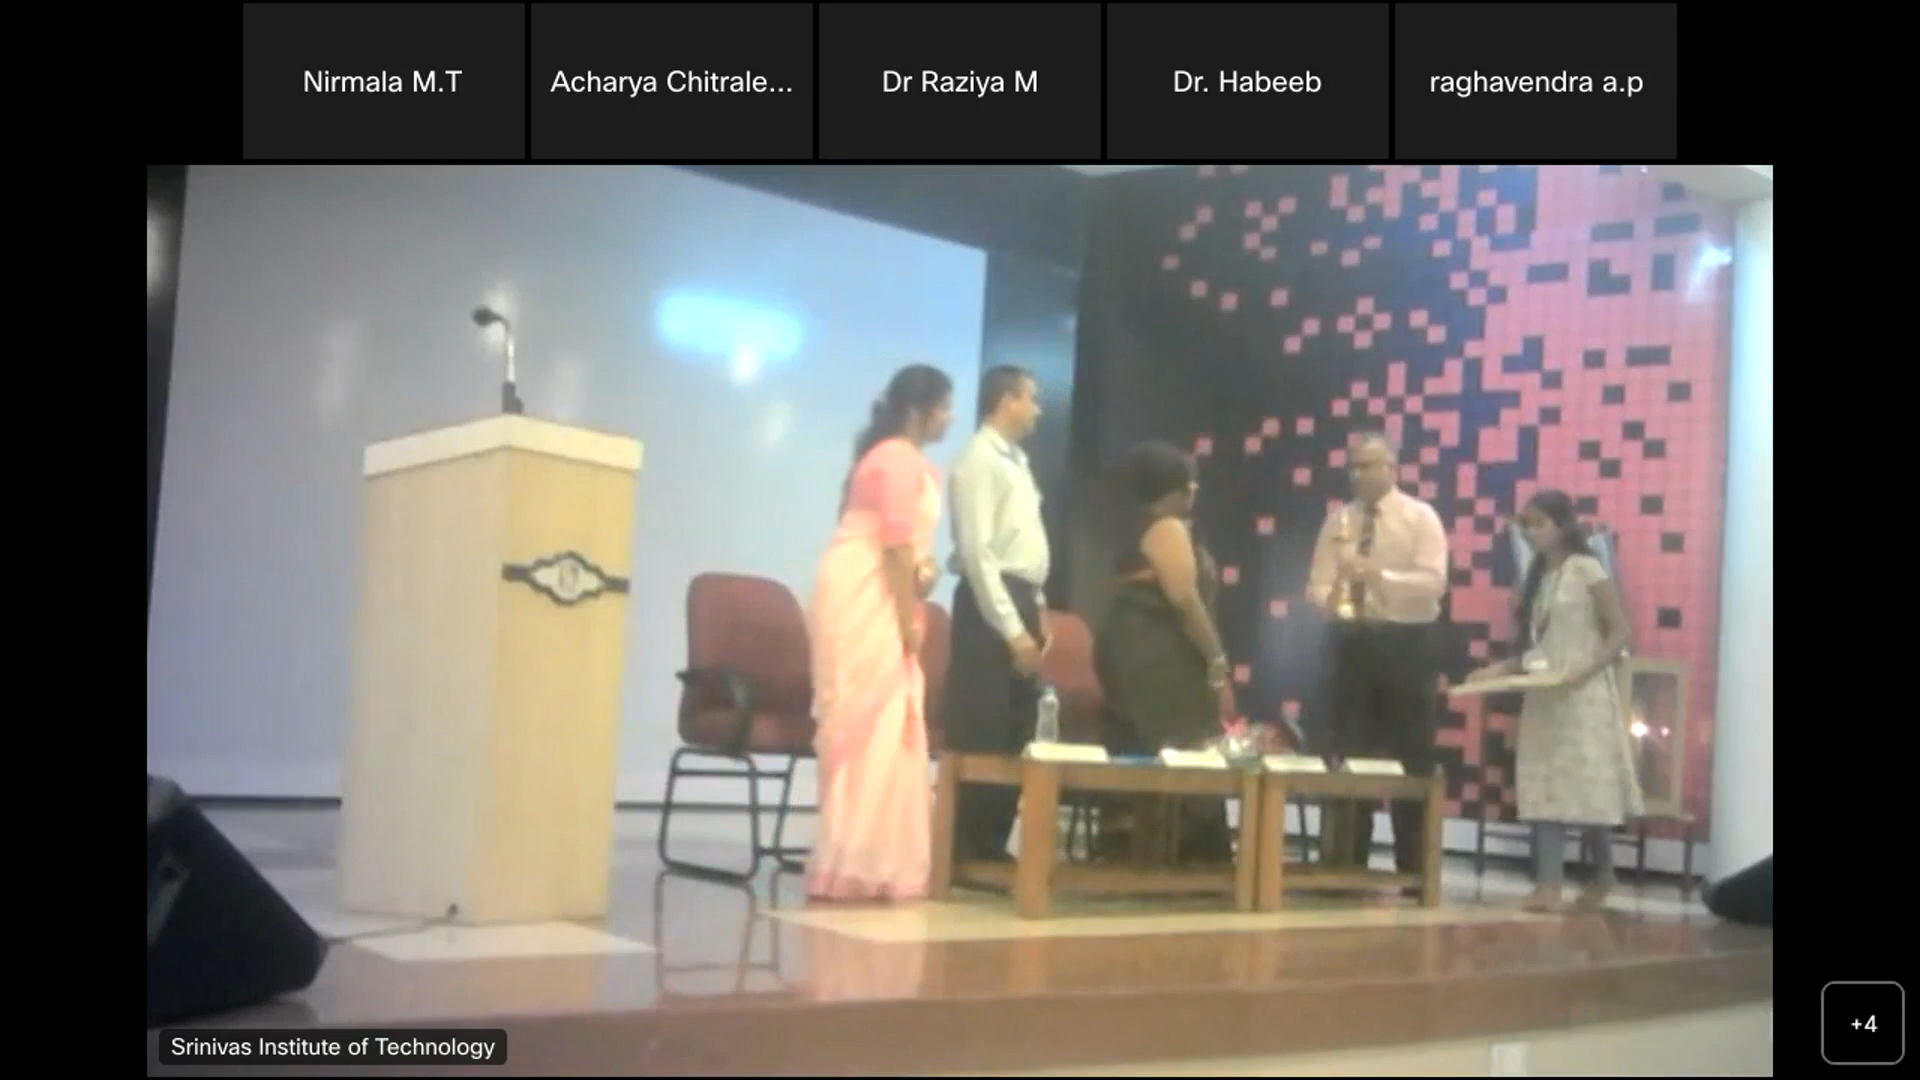 Nirmala M.T
Acharya Chitrale...
Dr Raziya M
Dr. Habeeb
raghavendra a.p
Srinivas Institute of Technology
+4